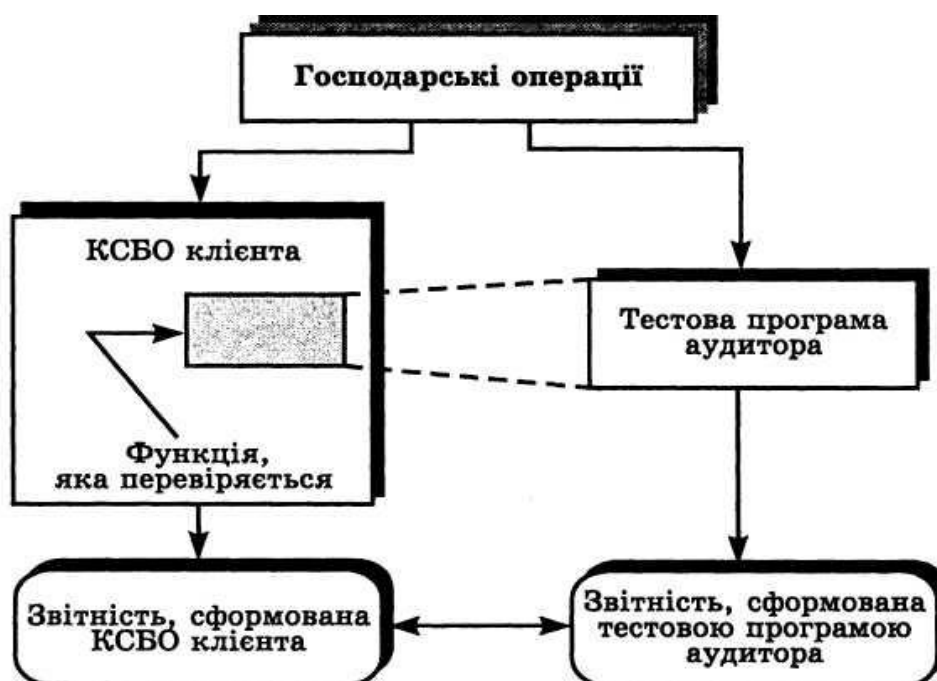 Господарські операції
КСБО клієнта
Функція,
яка перевіряється
Тестова програма
аудитора
Звітність, сформована
КСБО клієнта
Звітність, сформована
тестовою програмою
аудитора